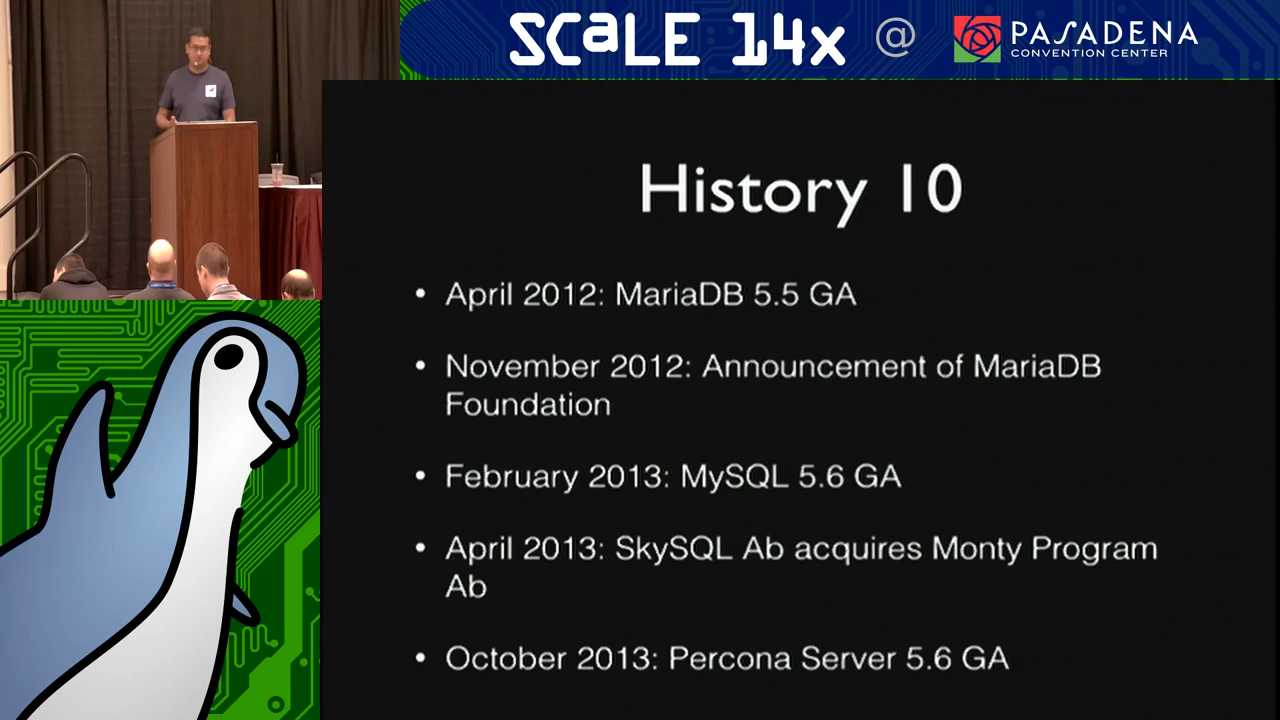 SCaLE 14x @ PASADENA
CONVENTION CENTER
History 10
• April 2012: MariaDB 5.5 GA
• November 2012: Announcement of MariaDB
Foundation
• February 2013: MySQL 5.6 GA
• April 2013: SkySQL Ab acquires Monty Program
Ab
• October 2013: Percona Server 5.6 GA